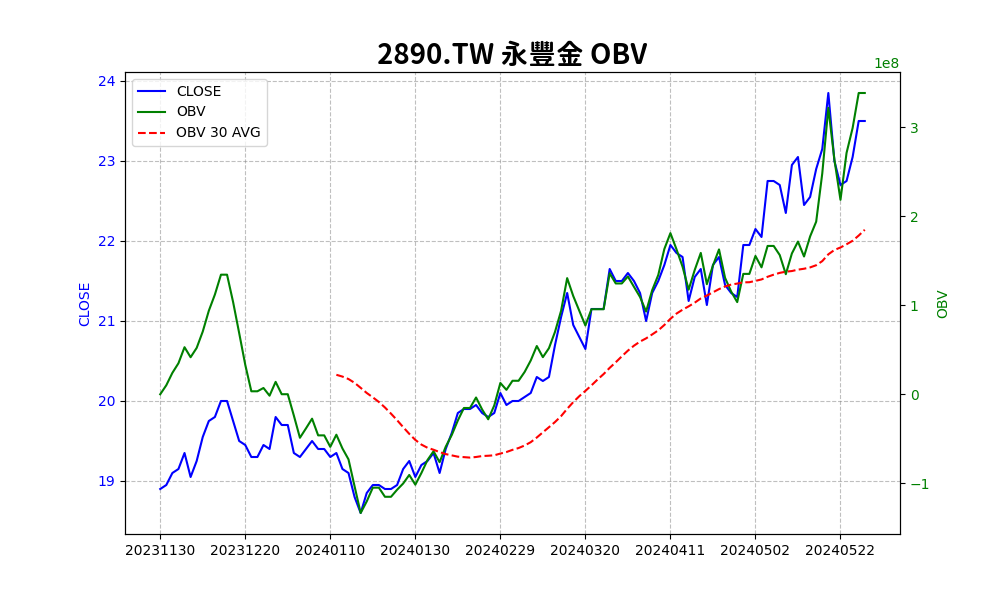 2890.TW 永豐金 OBV
1e8
CLOSE
OBV
OBV 30 AVG
24
23
22
21
20
19
CLOSE
3
2
1
0
−1
OBV
20231130 20231220 20240110 20240130 20240229 20240320 20240411 20240502 20240522